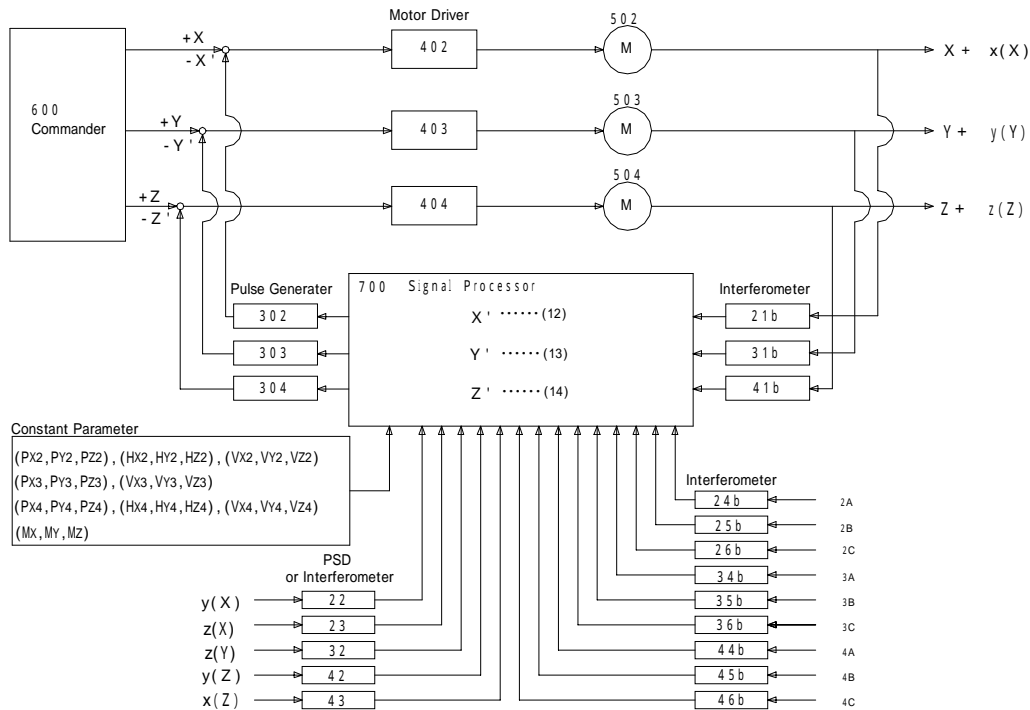 Motor Driver
502
+X
402
M
X + x(X)
- X'
600
Commander
503
+Y
403
M
Y + y(Y)
- Y'
504
+Z
404
M
Z + z(Z)
- Z'
700 Signal Processor
Pulse Generater
Interferometer
302
X' ······(12)
21b
303
Y' ······(13)
31b
304
Z' ······(14)
41b
Constant Parameter
(PX2,PY2,PZ2),(HX2,HY2,HZ2),(VX2,VY2,VZ2)
(PX3,PY3,PZ3),(VX3,VY3,VZ3)
(PX4,PY4,PZ4),(HX4,HY4,HZ4),(VX4,VY4,VZ4)
(MX,MY,MZ)
Interferometer
24b 2A
25b 2B
26b 2C
34b 3A
35b 3B
36b 3C
44b 4A
45b 4B
46b 4C
PSD
or Interferometer
y(X) 22
z(X) 23
z(Y) 32
y(Z) 42
x(Z) 43